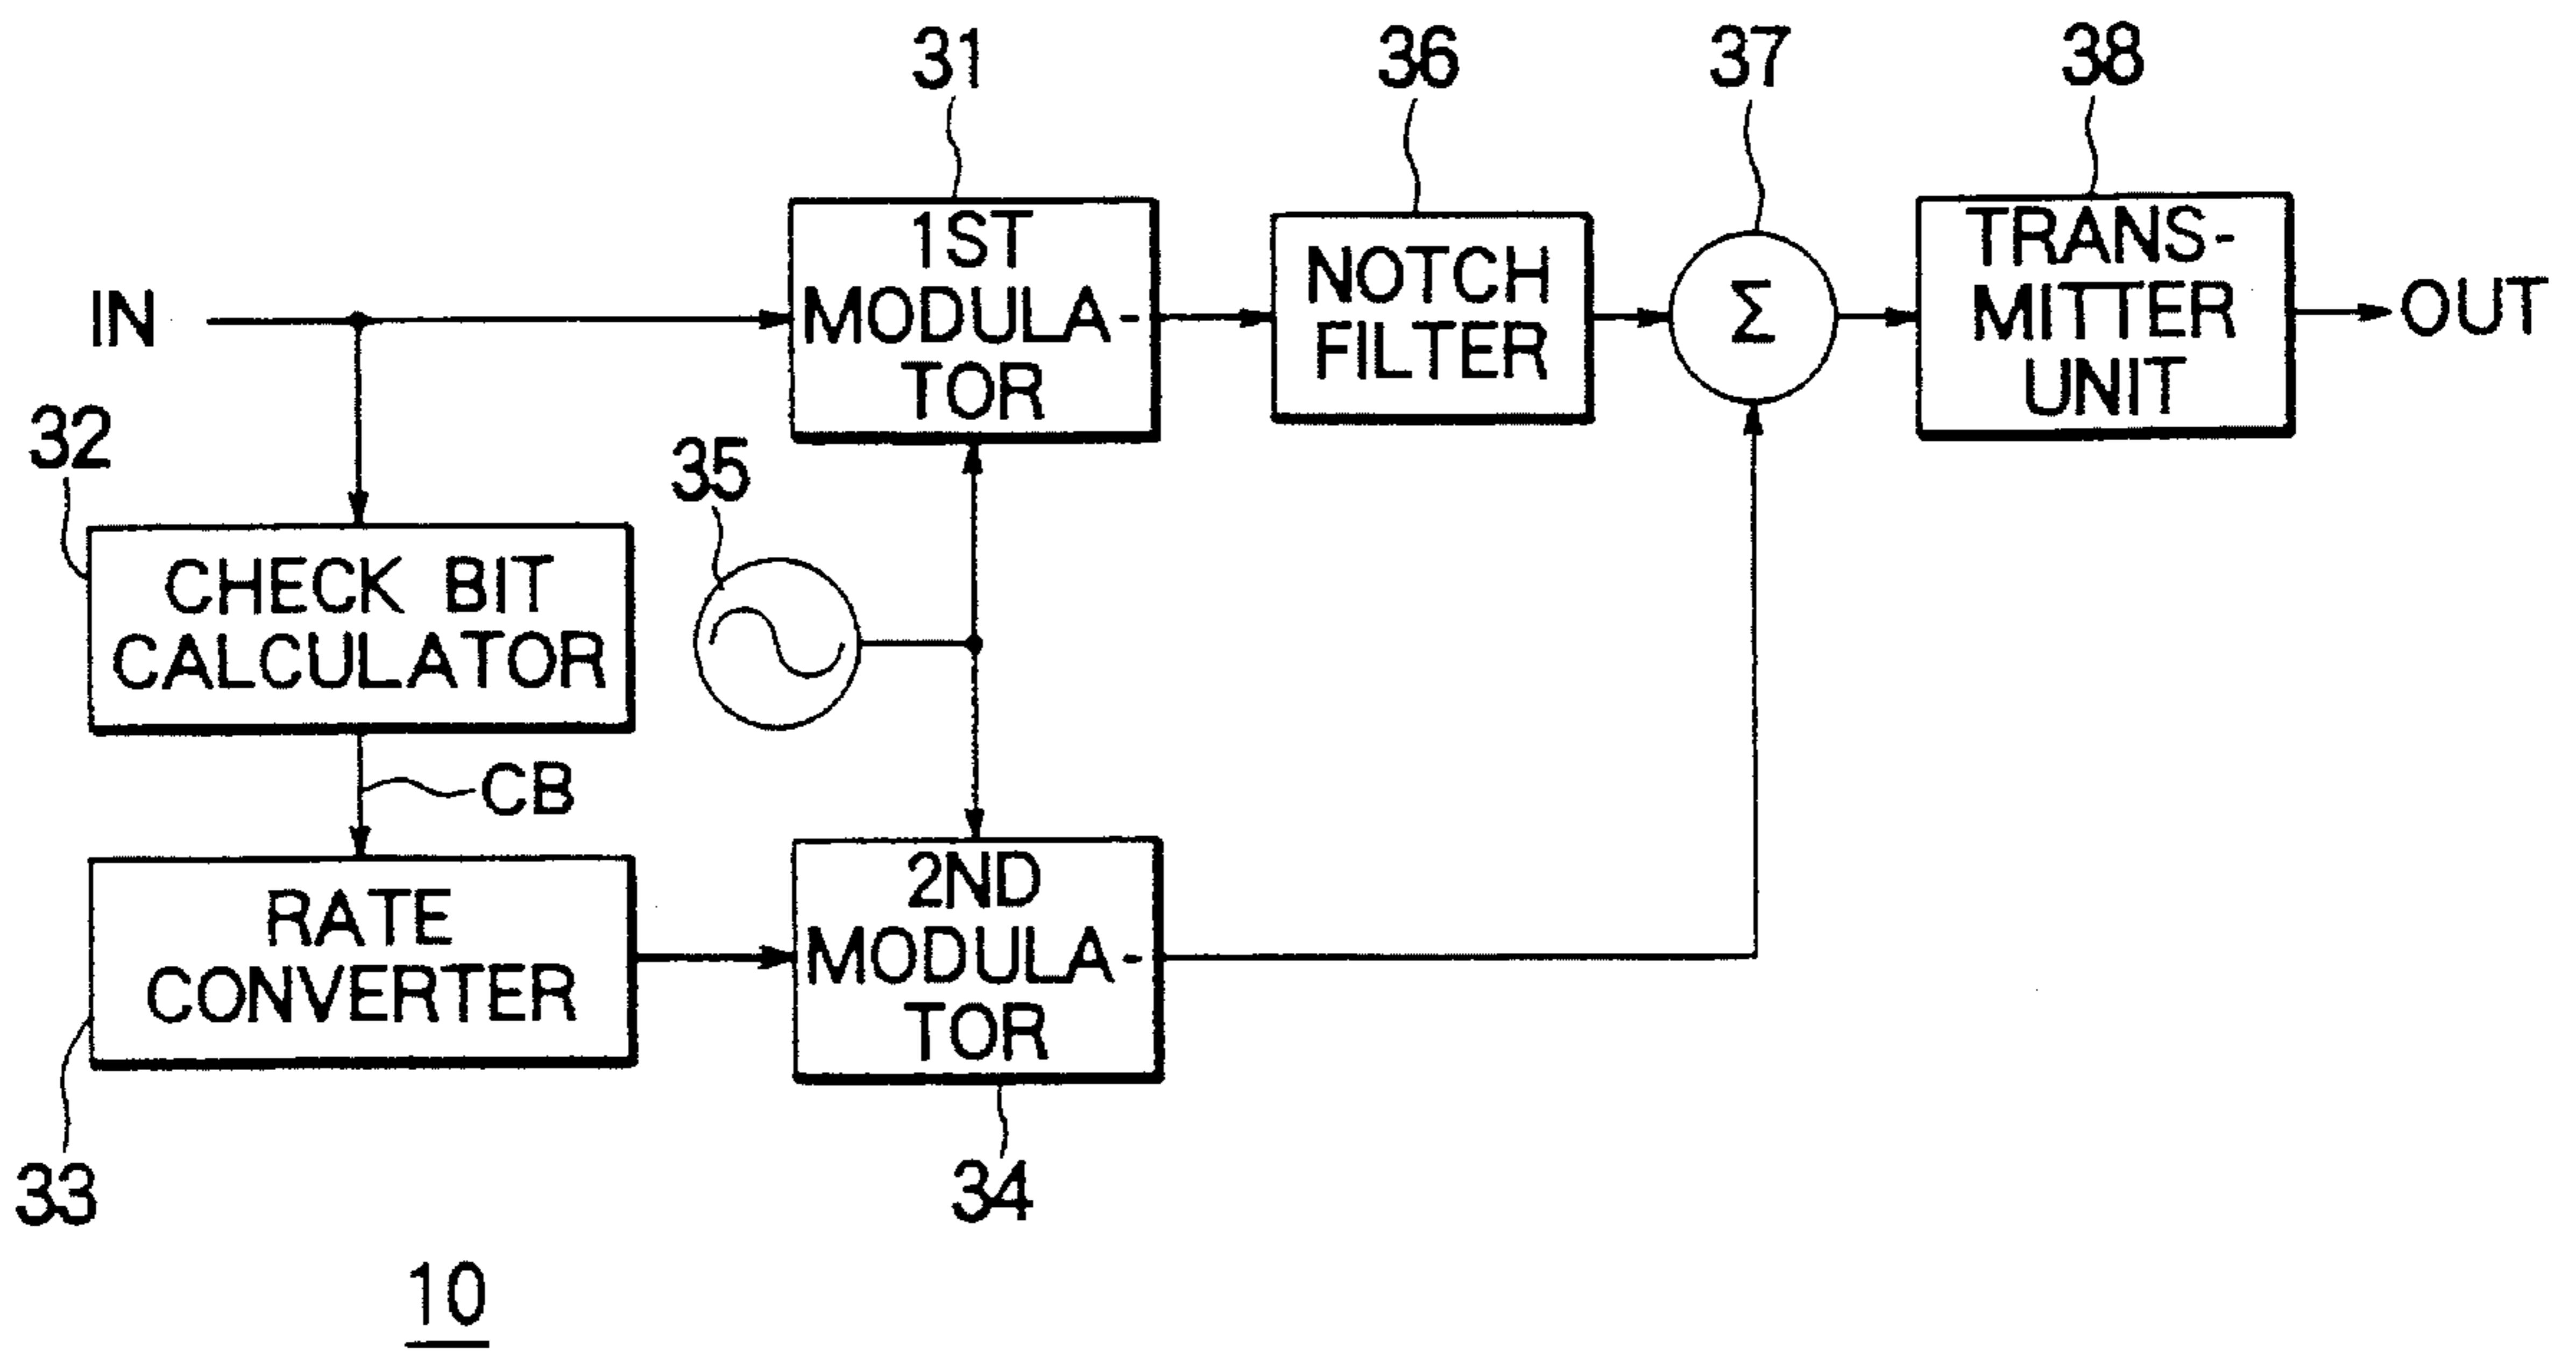 31
36
37
38
IN
1ST
MODULA-
TOR
NOTCH
FILTER
Σ
TRANS-
MITTER
UNIT
OUT
32
35
CHECK BIT
CALCULATOR
CB
RATE
CONVERTER
2ND
MODULA-
TOR
33
34
10